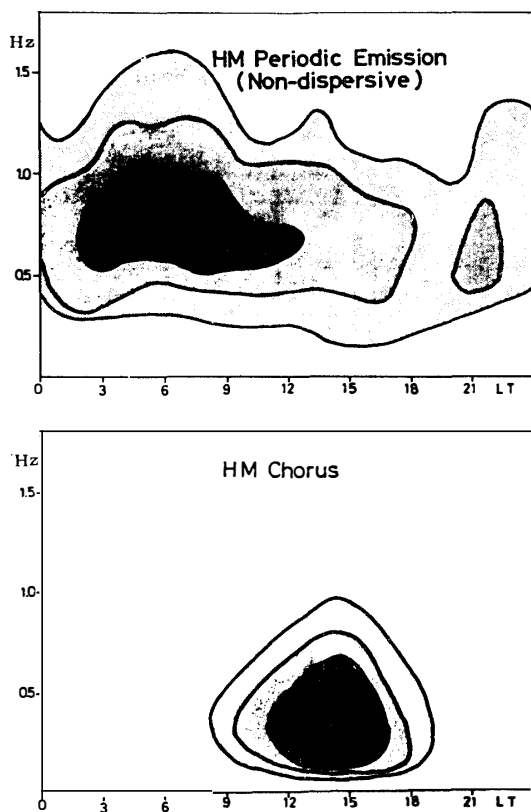 Hz
HM Periodic Emission
(Non-dispersive)
1.5
1.0
0.5
0 3 6 9 12 15 18 21 LT
Hz
HM Chorus
1.5
1.0
0.5
0 3 6 9 12 15 18 21 LT